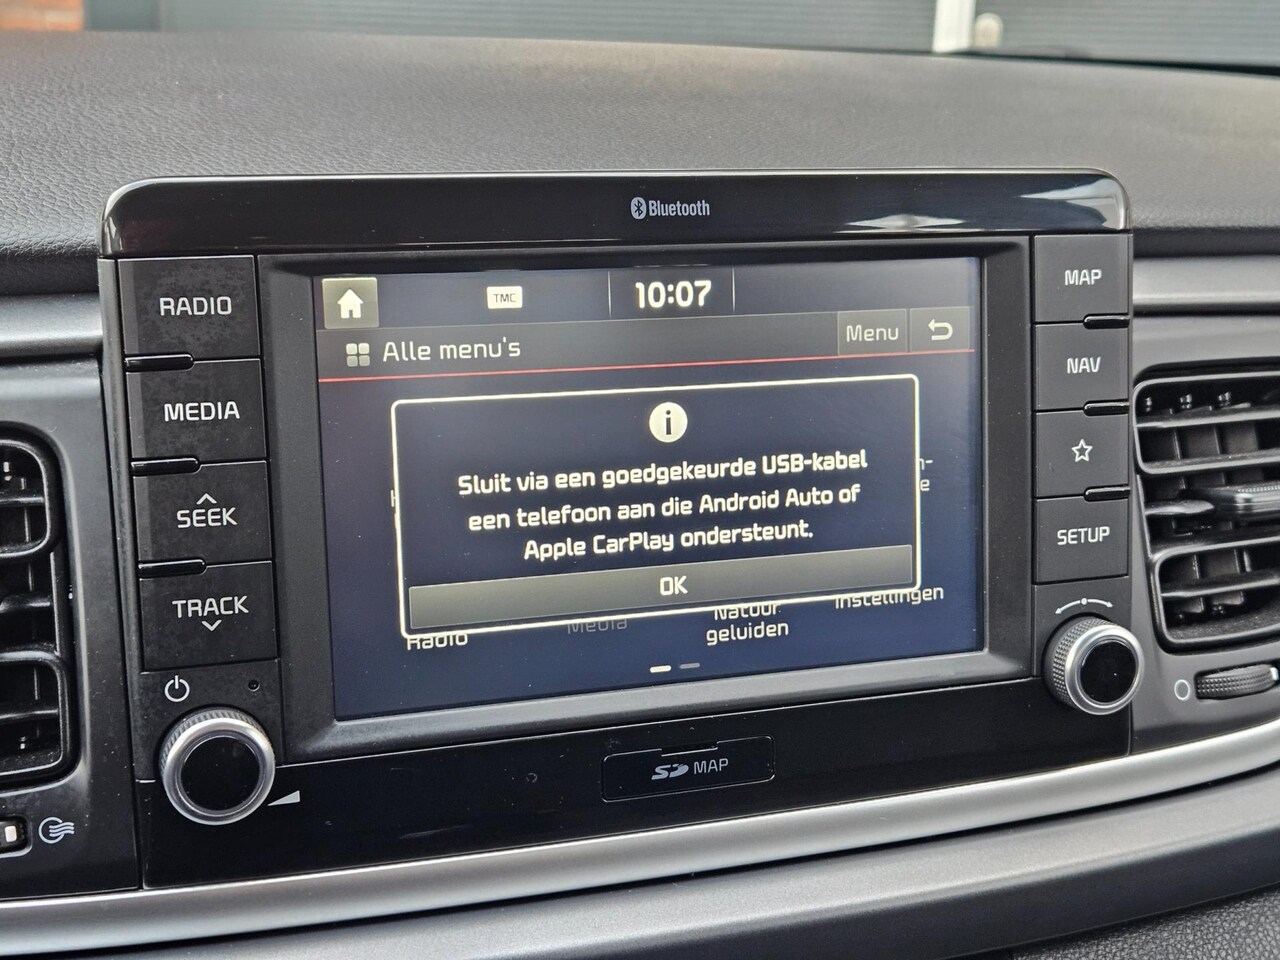 Bluetooth
RADIO
MEDIA
SEEK
TRACK
TMC
10:07
Alle menu's
Menu
i
Sluit via een goedgekeurde USB-kabel
een telefoon aan die Android Auto of
Apple CarPlay ondersteunt.
OK
Radio
Media
Natuur-
geluiden
Instellingen
MAP
NAV
SETUP
SD MAP